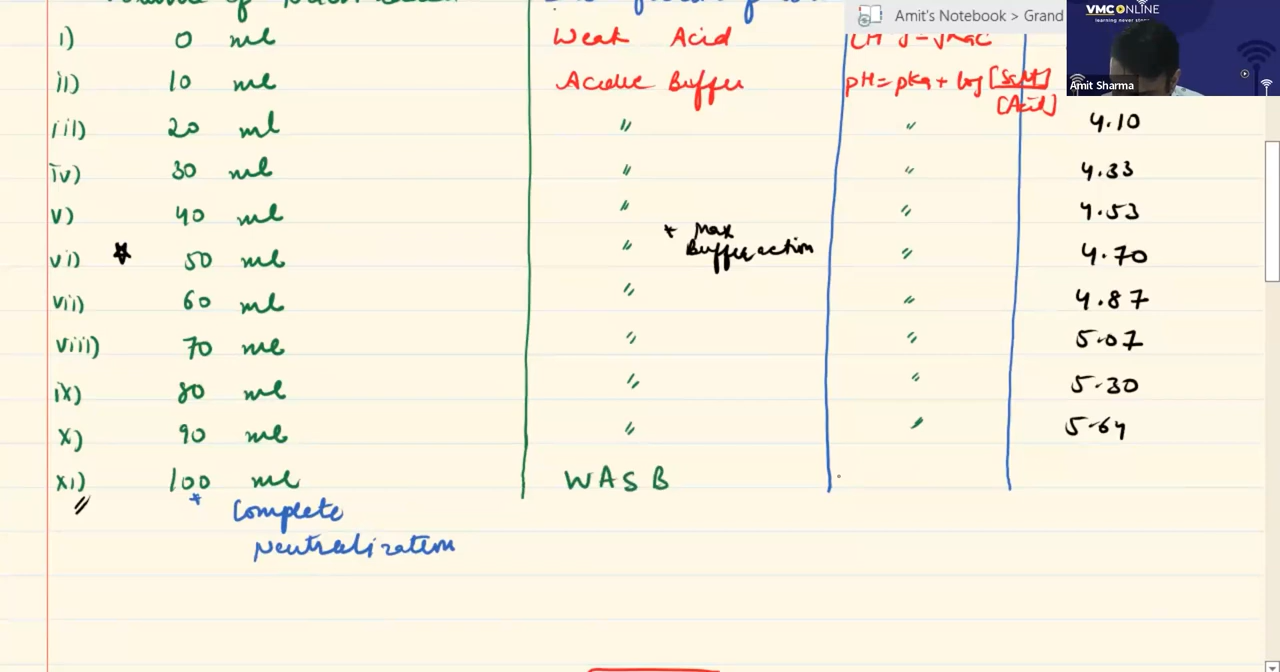 Amit's Notebook > Grand
VMC ONLINE
Amit Sharma
i) 0 ml Weak Acid
ii) 10 ml Acidic Buffer pH = pKa + log [Salt]/[Acid]
iii) 20 ml " " 4.10
iv) 30 ml " " 4.33
v) 40 ml " " 4.53
* Max
vi) * 50 ml " Buffer action " 4.70
vii) 60 ml " " 4.87
viii) 70 ml " " 5.07
ix) 80 ml " " 5.30
x) 90 ml " " 5.64
xi) 100 ml WASB
* Complete
Neutralization